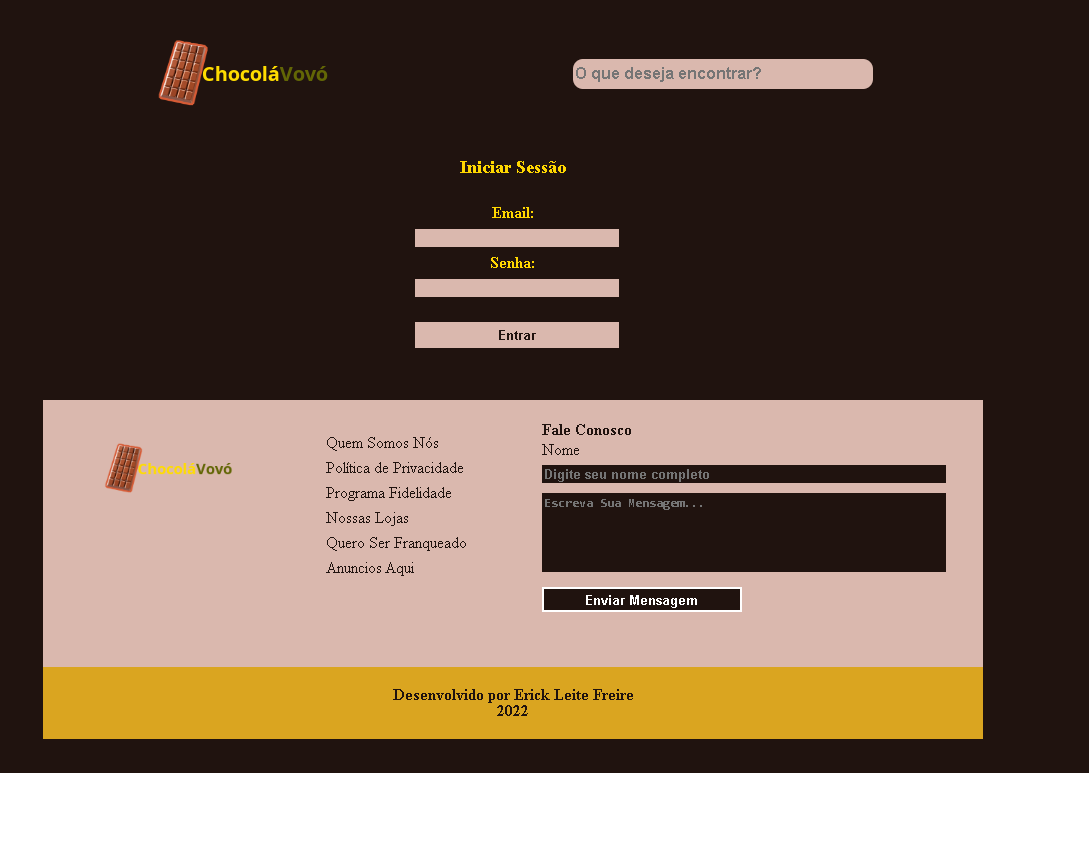 ChocoláVovó
O que deseja encontrar?
Iniciar Sessão
Email:
Senha:
Entrar
ChocoláVovó
Quem Somos Nós
Política de Privacidade
Programa Fidelidade
Nossas Lojas
Quero Ser Franqueado
Anuncios Aqui
Fale Conosco
Nome
Digite seu nome completo
Escreva Sua Mensagem...
Enviar Mensagem
Desenvolvido por Erick Leite Freire
2022